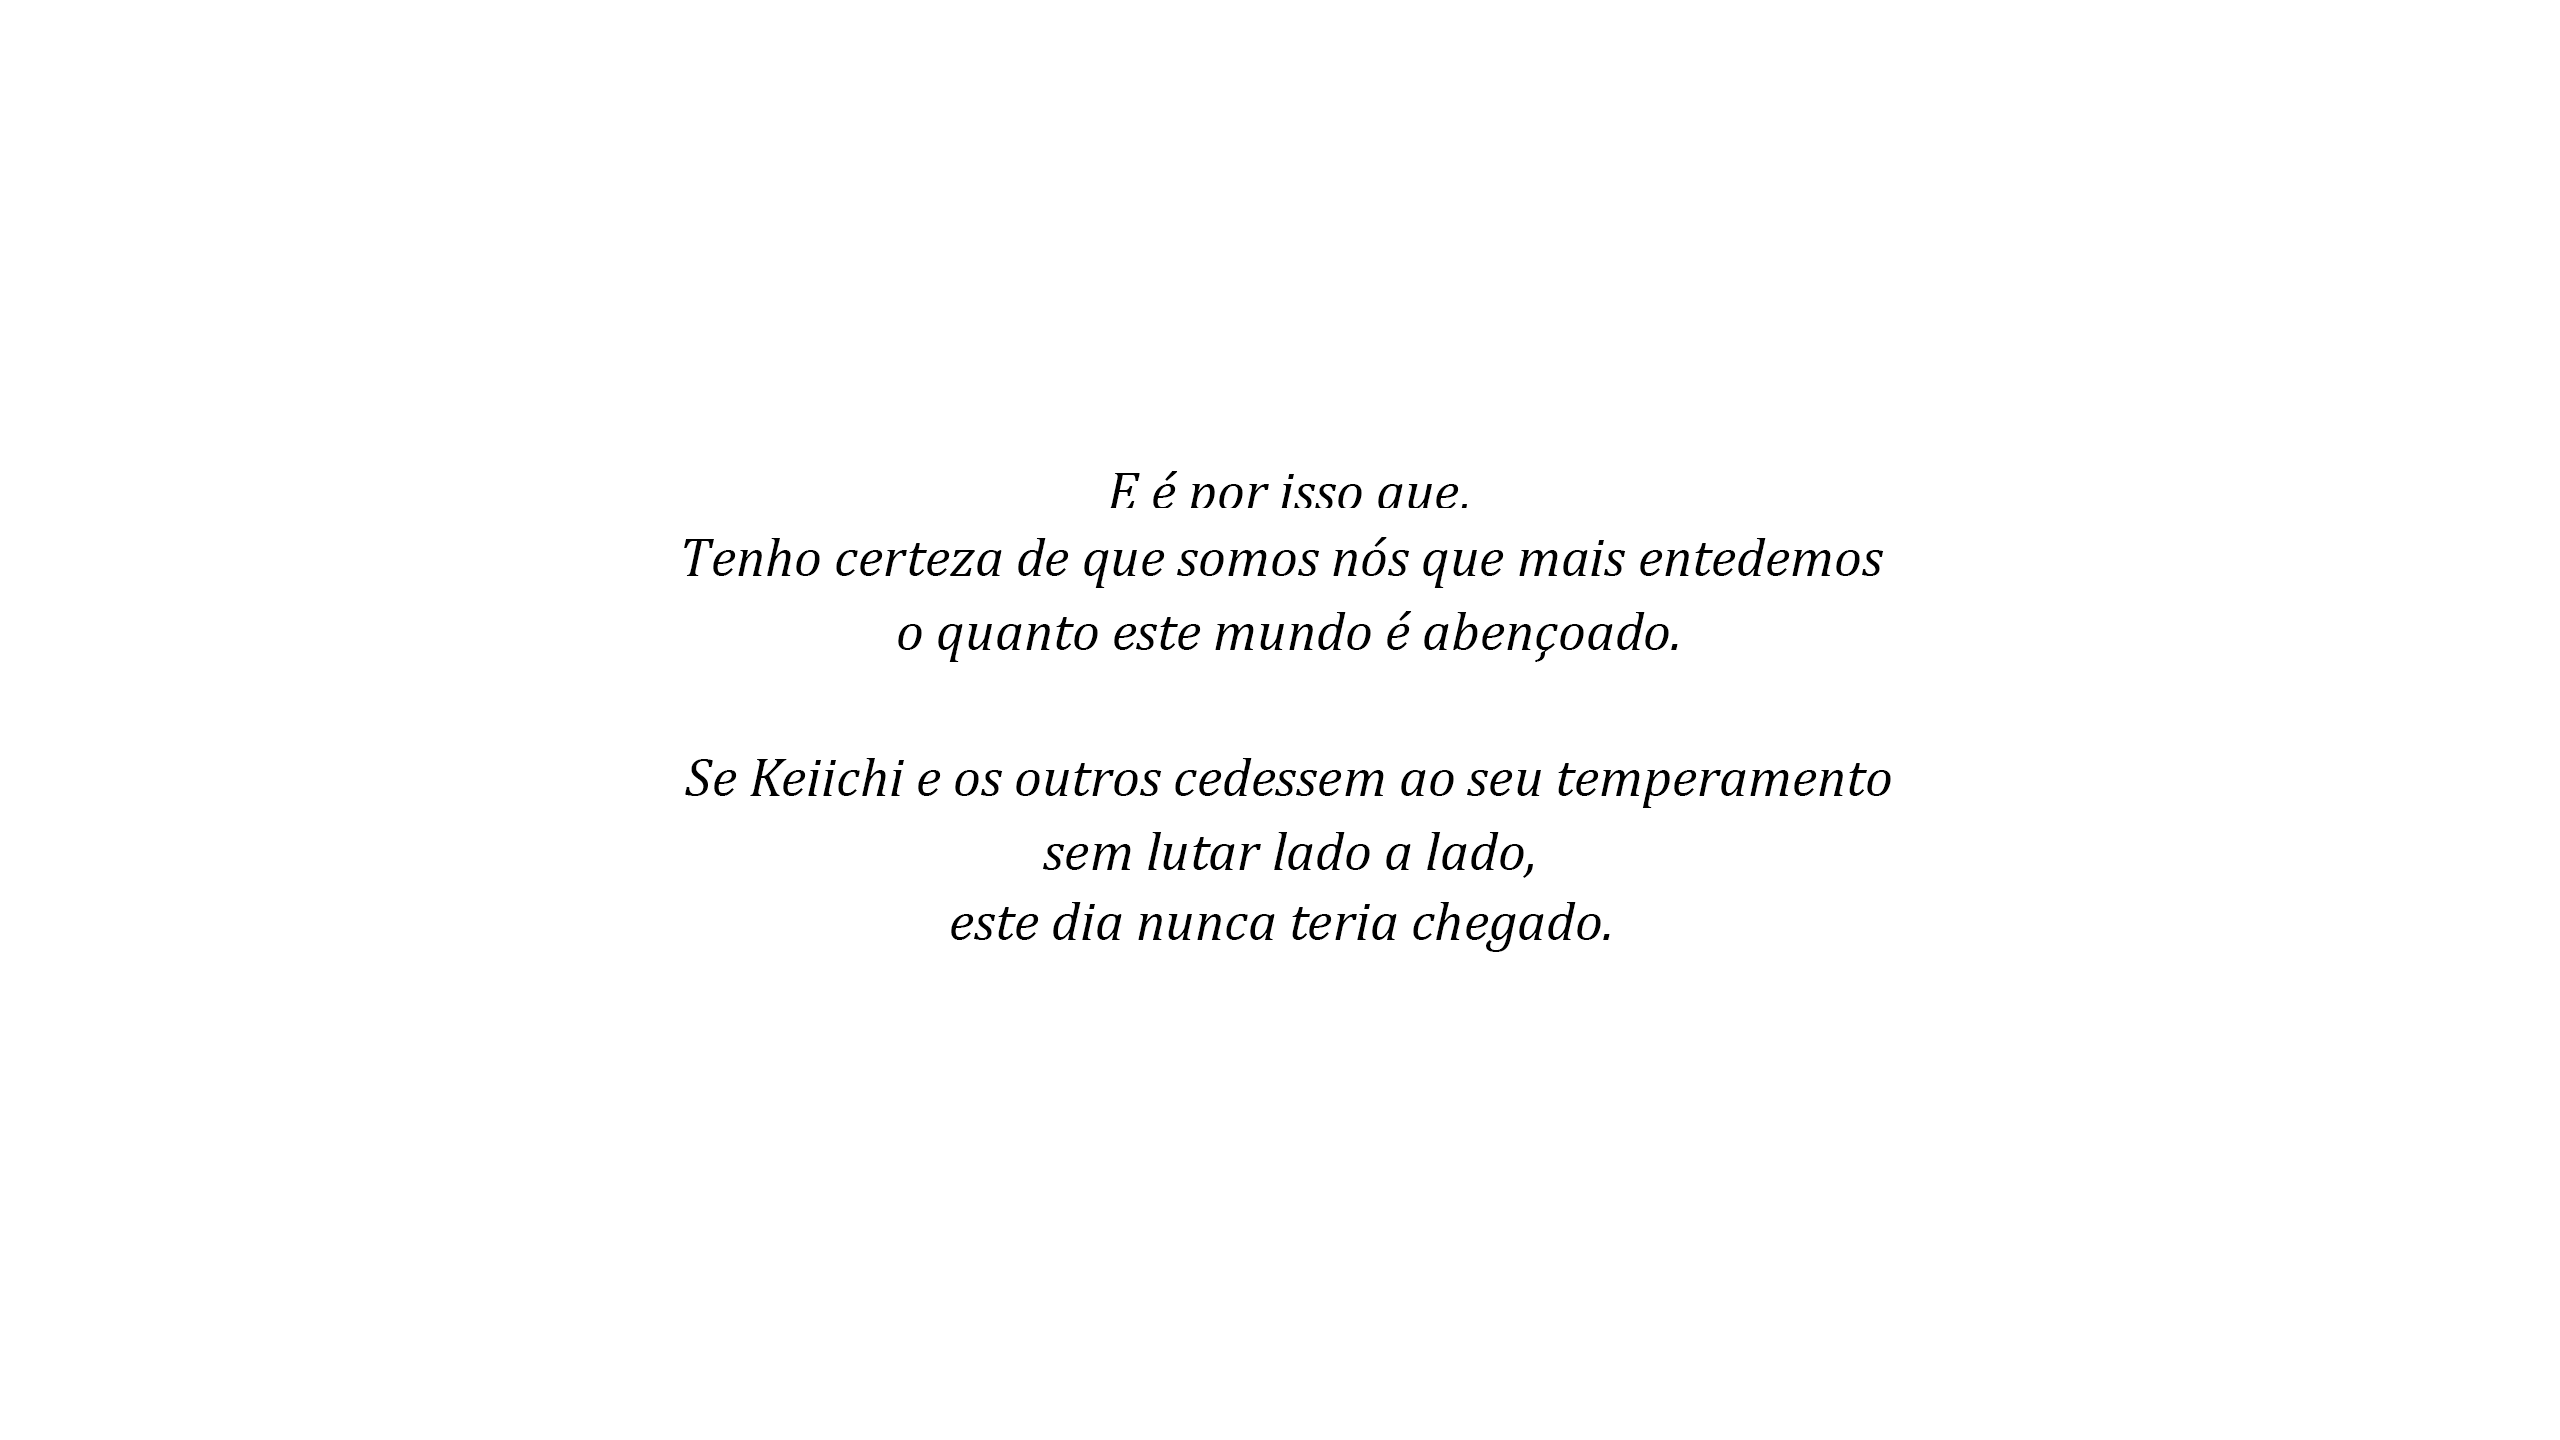 E é por isso que,
Tenho certeza de que somos nós que mais entedemos
o quanto este mundo é abençoado.
Se Keiichi e os outros cedessem ao seu temperamento
sem lutar lado a lado,
este dia nunca teria chegado.